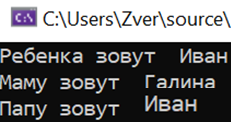 C:\Users\Zver\source\
Ребенка зовут Иван
Маму зовут Галина
Папу зовут Иван